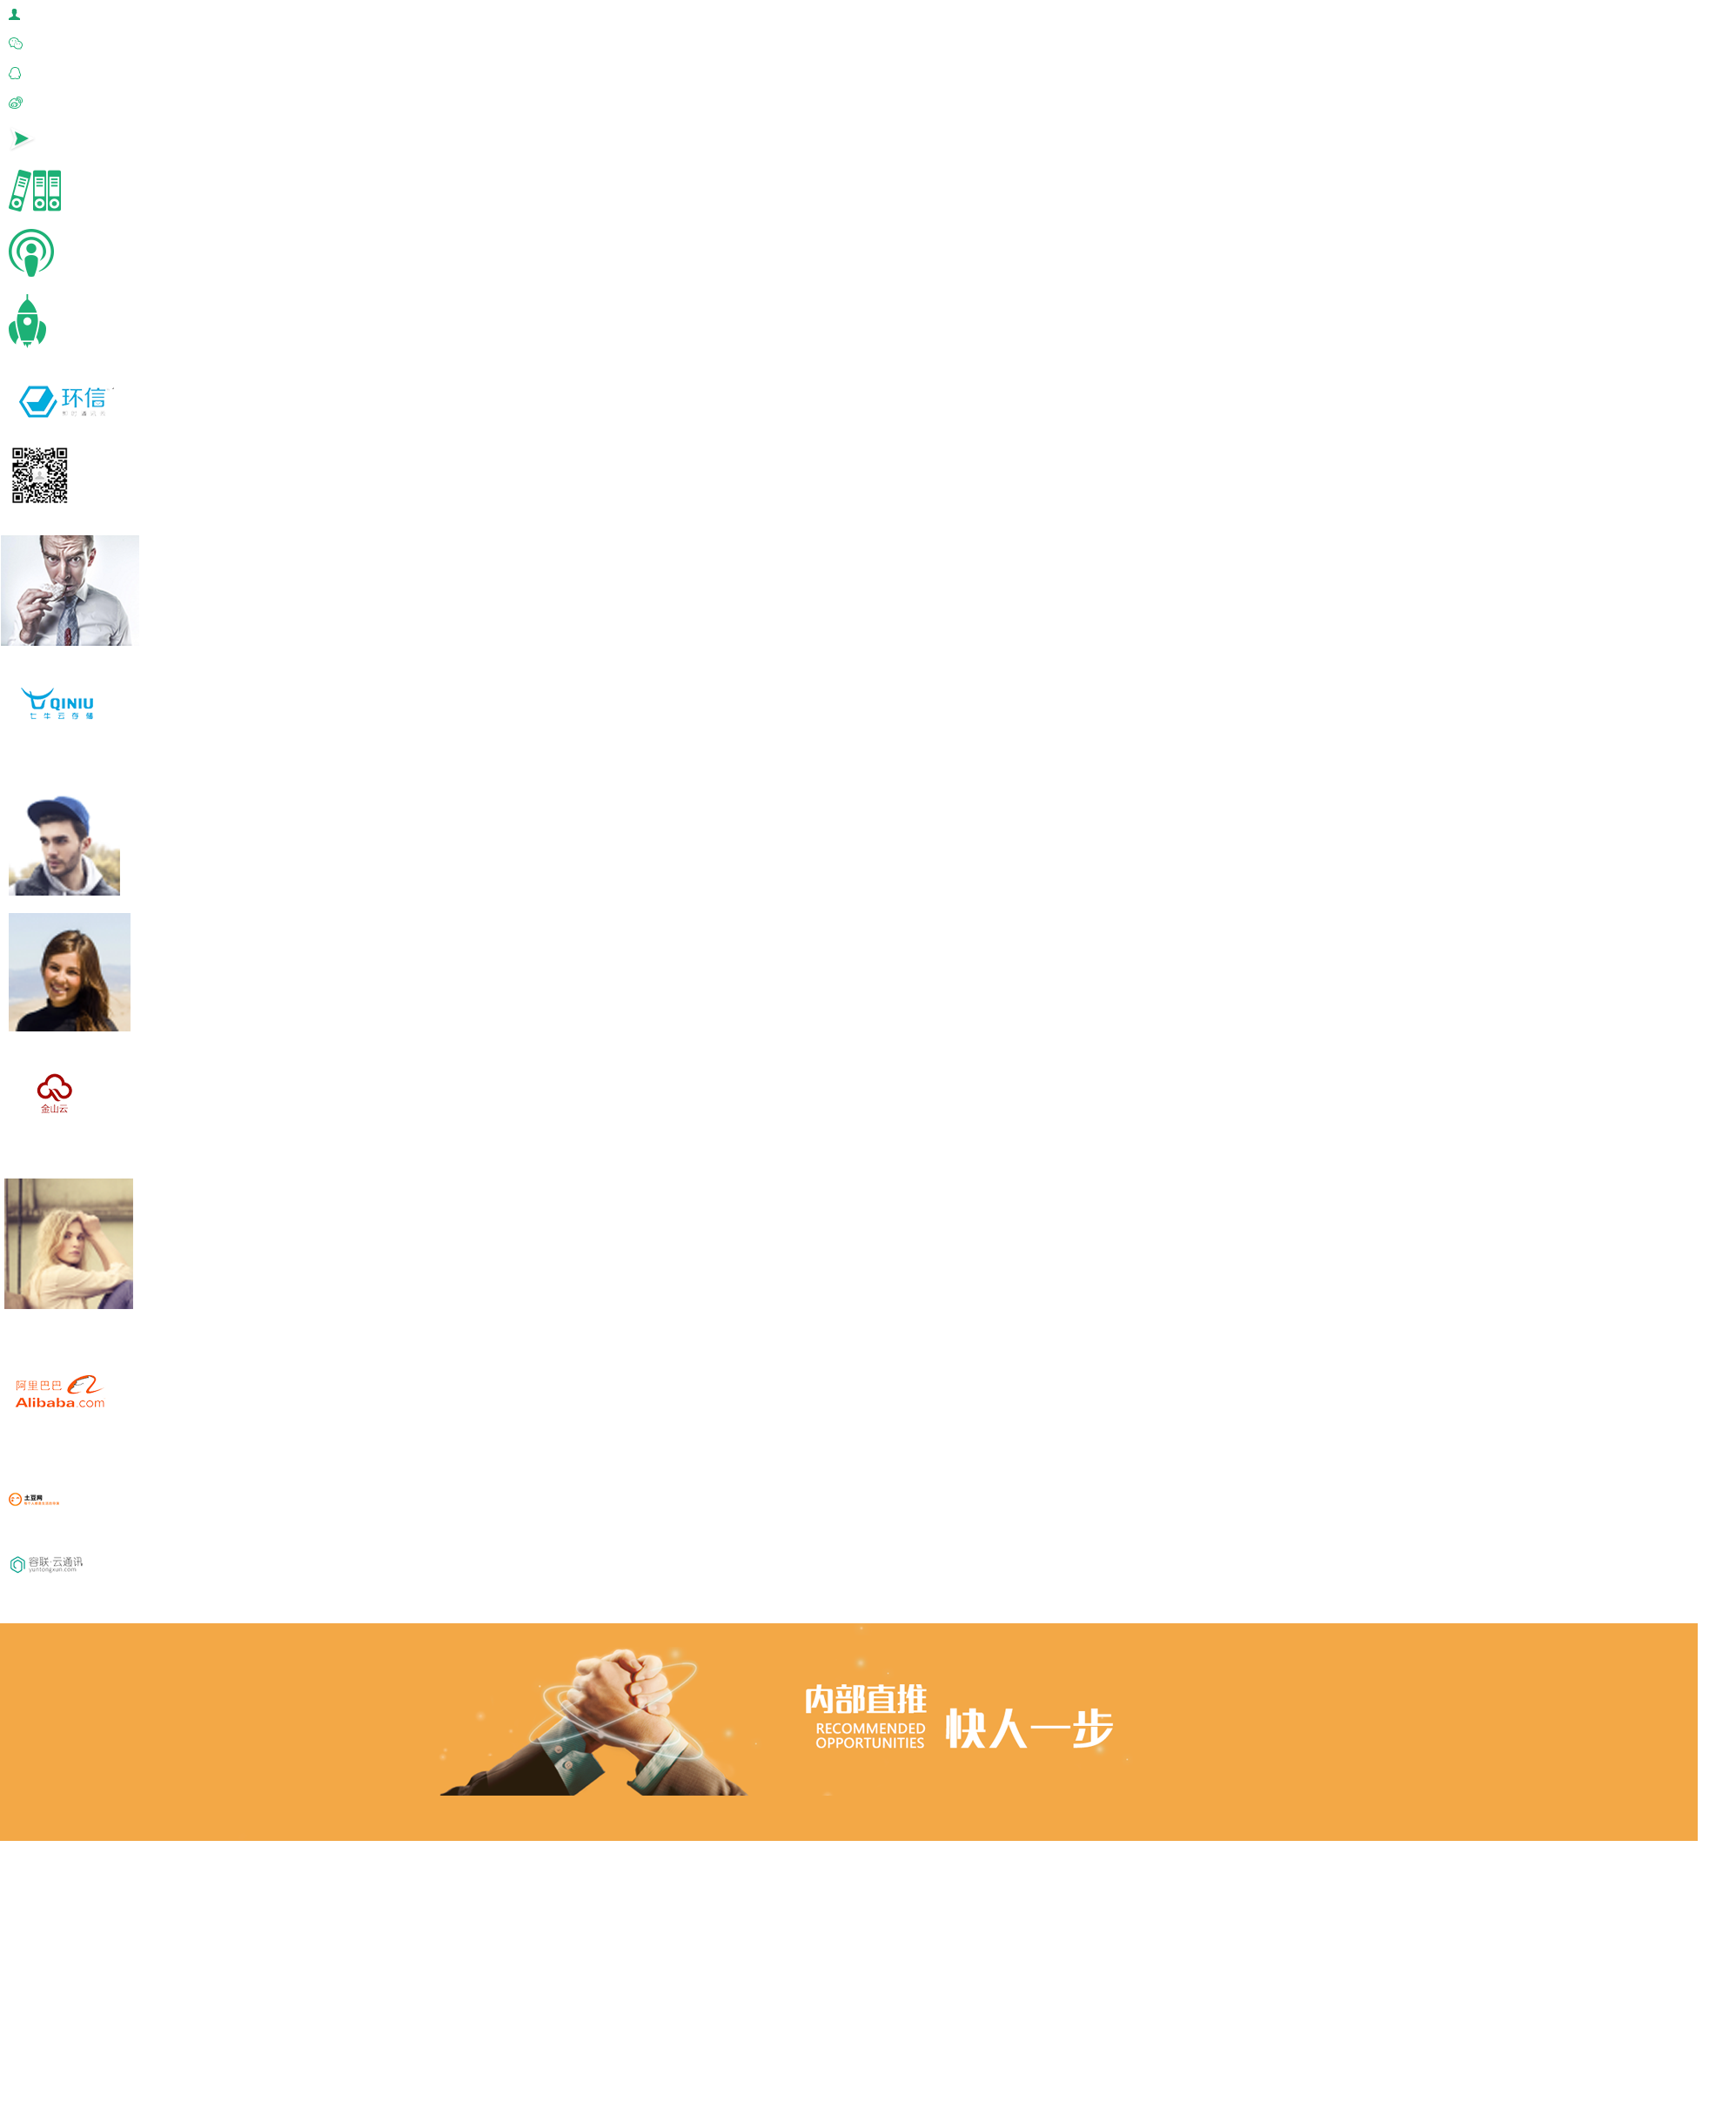 环信
QINIU
七牛云存储
金山云
阿里巴巴
Alibaba.com
土豆网
容联·云通讯
yuntongxun.com
内部直推
RECOMMENDED
OPPORTUNITIES
快人一步